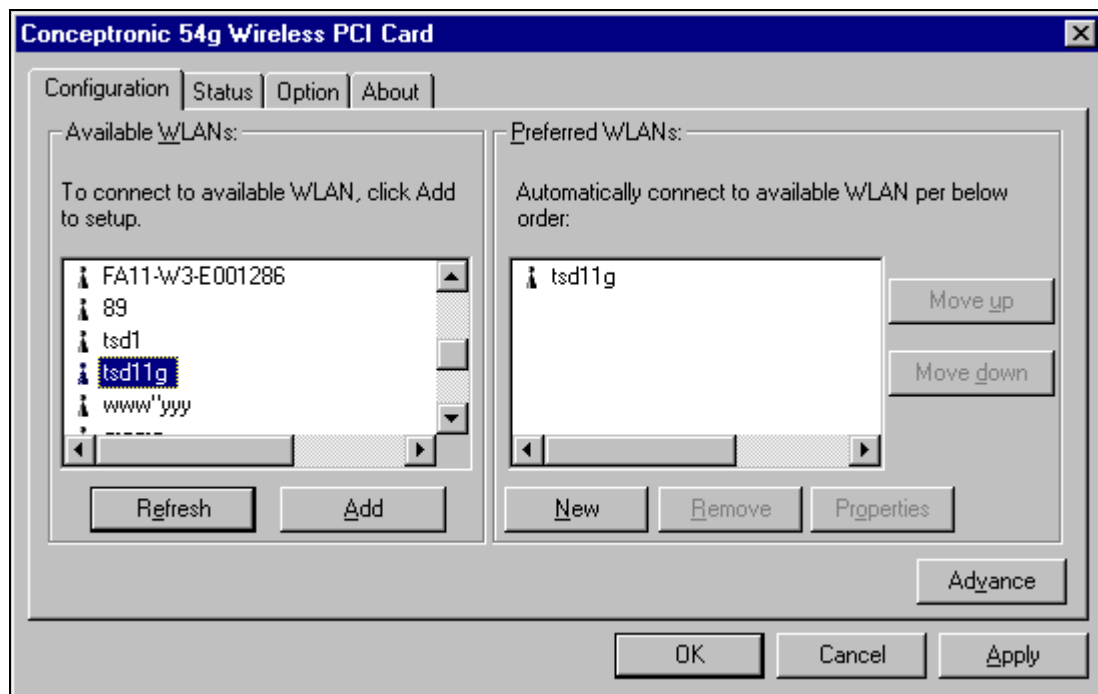 Conceptronic 54g Wireless PCI Card
Configuration
Status
Option
About
Available WLANs:
To connect to available WLAN, click Add
to setup.
FA11-W3-E001286
89
tsd1
tsd11g
www"yyy
Refresh
Add
Preferred WLANs:
Automatically connect to available WLAN per below
order:
tsd11g
Move up
Move down
New
Remove
Properties
Advance
OK
Cancel
Apply